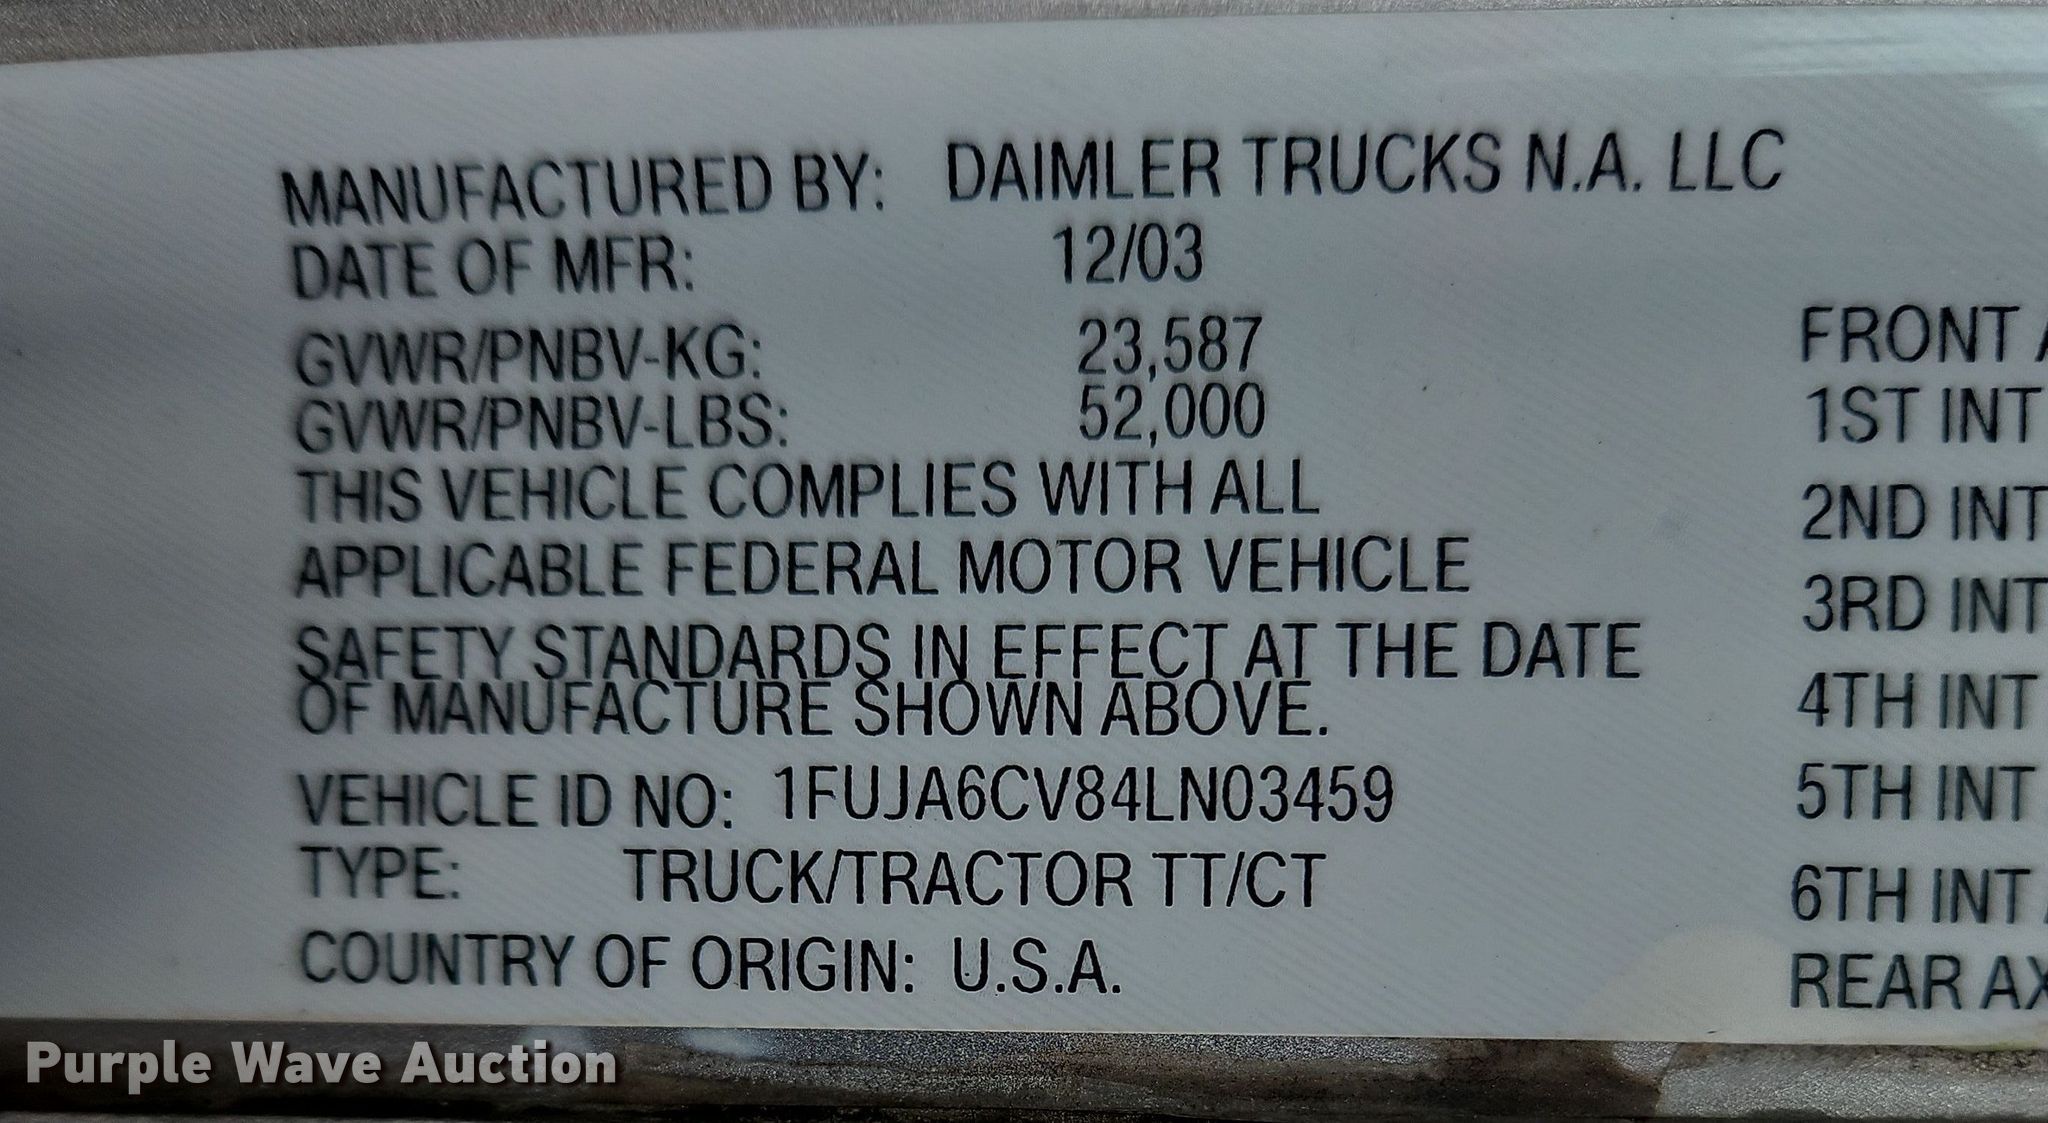 MANUFACTURED BY: DAIMLER TRUCKS N.A. LLC
DATE OF MFR: 12/03
GVWR/PNBV-KG: 23,587
GVWR/PNBV-LBS: 52,000
THIS VEHICLE COMPLIES WITH ALL
APPLICABLE FEDERAL MOTOR VEHICLE
SAFETY STANDARDS IN EFFECT AT THE DATE
OF MANUFACTURE SHOWN ABOVE.
VEHICLE ID NO: 1FUJA6CV84LN03459
TYPE: TRUCK/TRACTOR TT/CT
COUNTRY OF ORIGIN: U.S.A.
FRONT
1ST INT
2ND INT
3RD INT
4TH INT
5TH INT
6TH INT
REAR
Purple Wave Auction